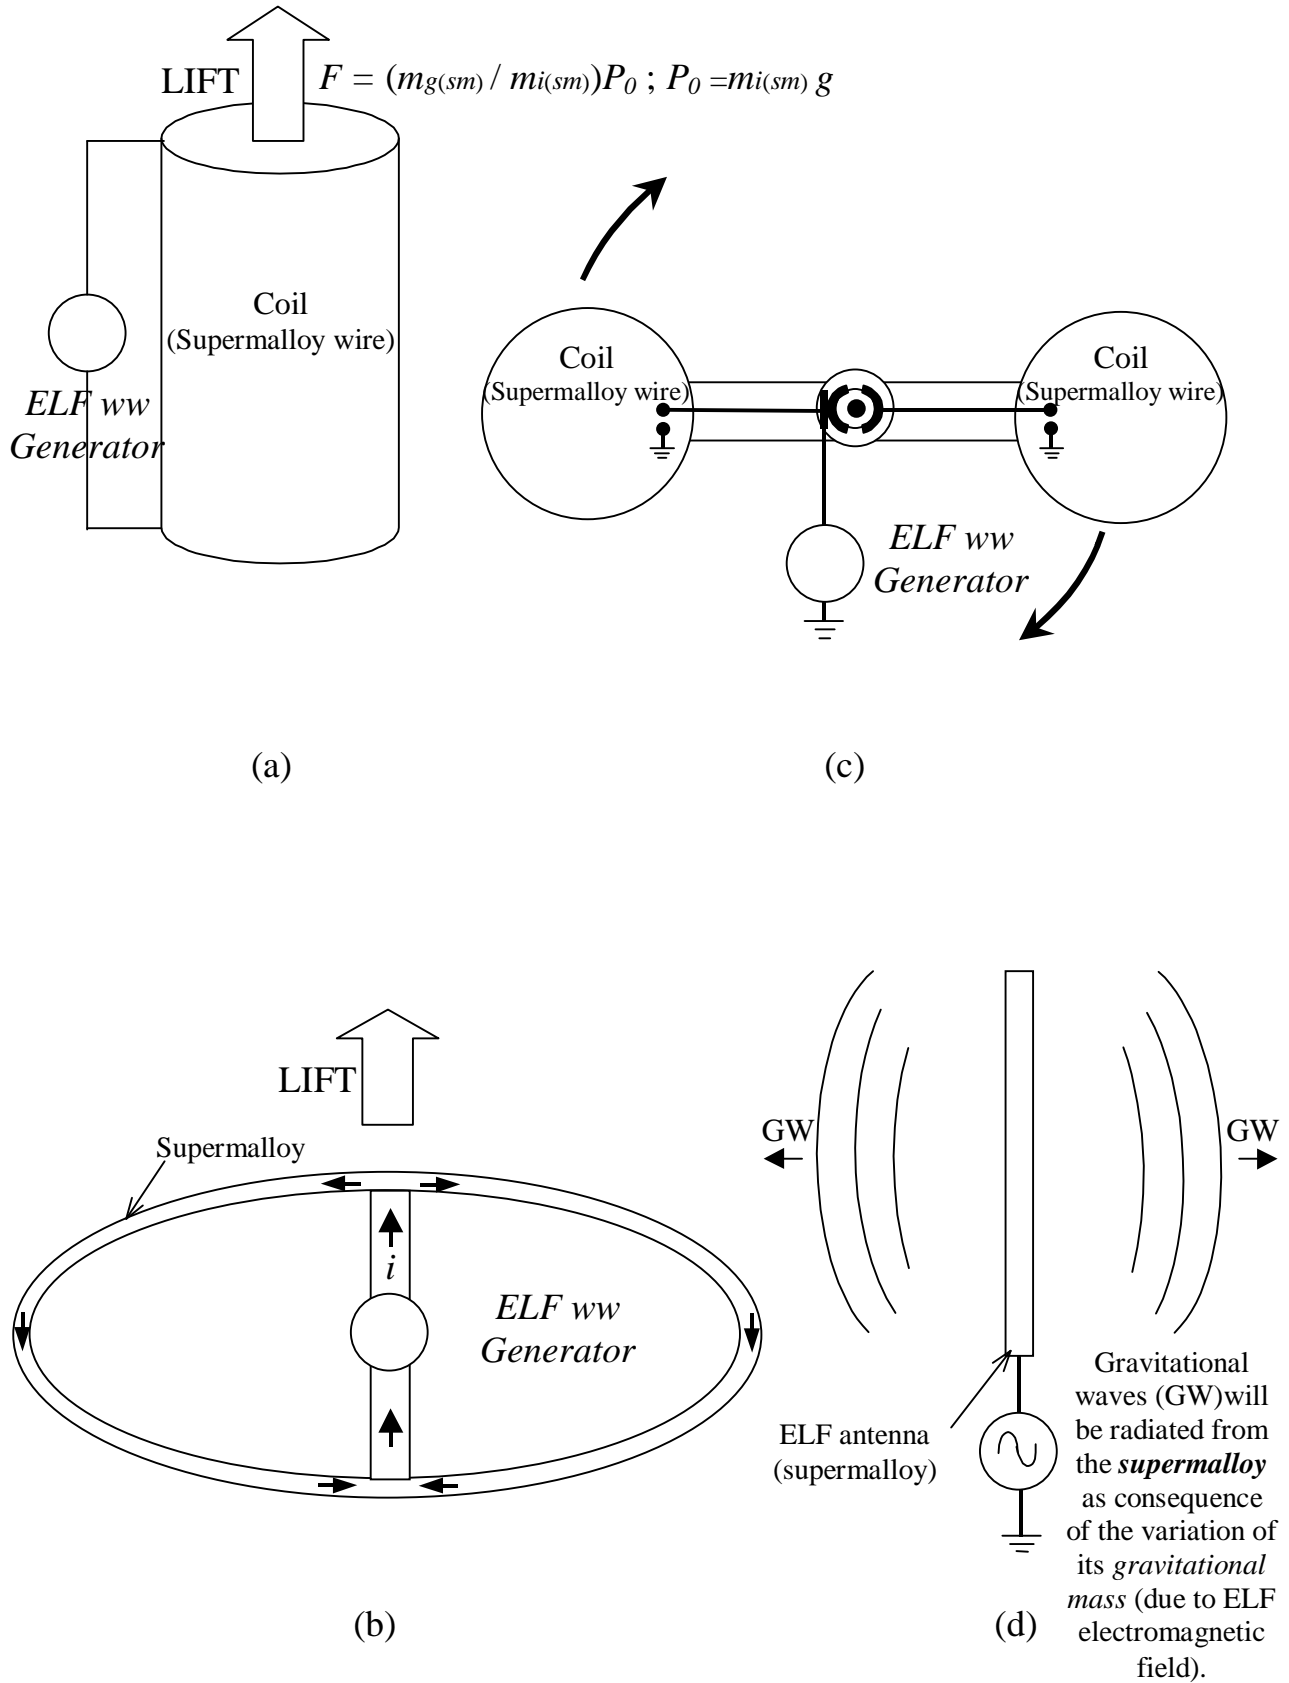 LIFT
F = (mg(sm) / mi(sm))P0 ; P0 =mi(sm) g
Coil
(Supermalloy wire)
ELF ww
Generator
Coil
(Supermalloy wire)
Coil
(Supermalloy wire)
ELF ww
Generator
(a)
(c)
LIFT
Supermalloy
i
ELF ww
Generator
(b)
GW
GW
ELF antenna
(supermalloy)
Gravitational
waves (GW)will
be radiated from
the supermalloy
as consequence
of the variation of
its gravitational
mass (due to ELF
electromagnetic
field).
(d)